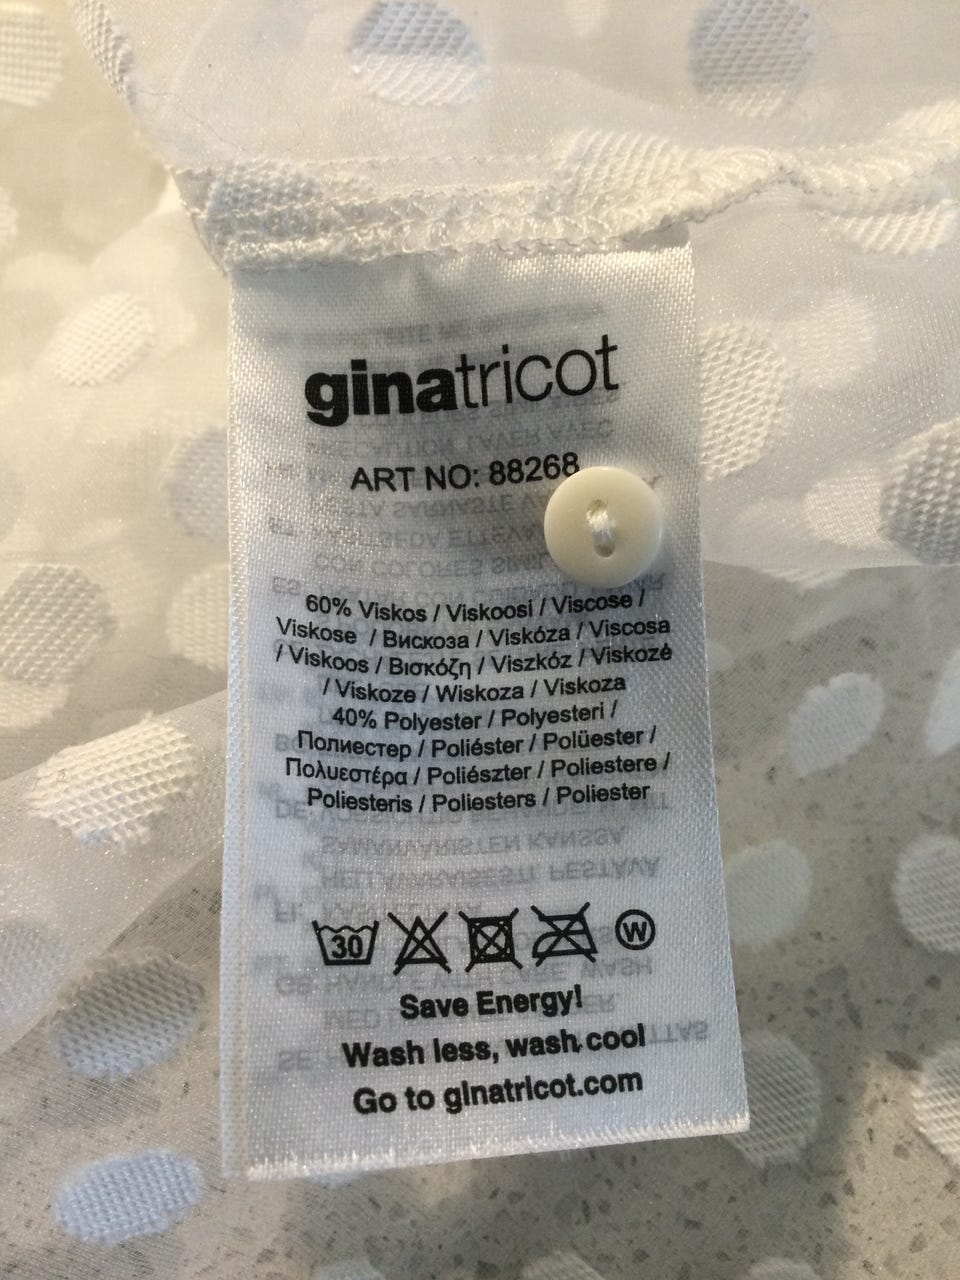 ginatricot
ART NO: 88268
60% Viskos / Viskoosi / Viscose /
Viskose / Вискоза / Viskóza / Viscosa
/ Viskoos / Βισκόζη / Viszkóz / Viskozė
/ Viskoze / Wiskoza / Viskoza
40% Polyester / Polyesteri /
Полиестер / Poliéster / Polüester /
Πολυεστέρα / Poliészter / Poliestere /
Poliesteris / Poliesters / Poliester
30 W
Save Energy!
Wash less, wash cool
Go to ginatricot.com